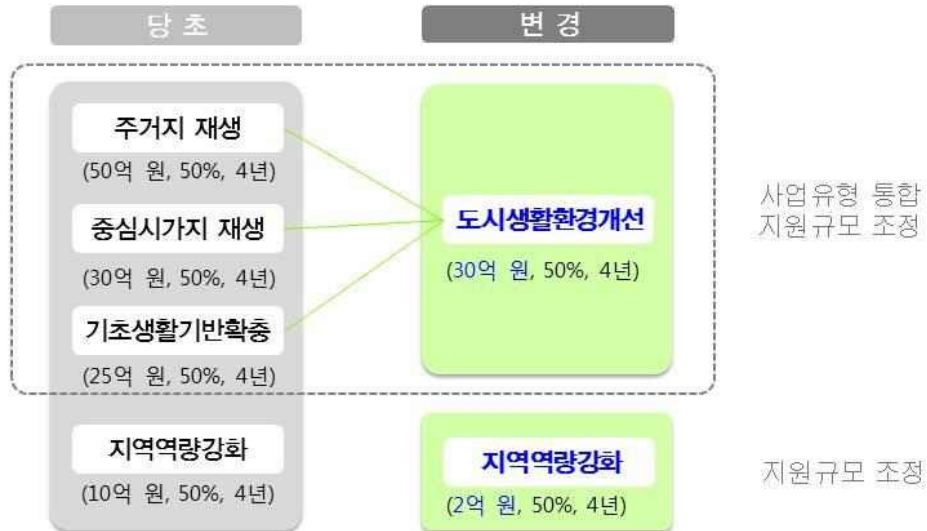 당 초
변 경
주거지 재생
(50억 원, 50%, 4년)
중심시가지 재생
(30억 원, 50%, 4년)
기초생활기반확충
(25억 원, 50%, 4년)
지역역량강화
(10억 원, 50%, 4년)
도시생활환경개선
(30억 원, 50%, 4년)
지역역량강화
(2억 원, 50%, 4년)
사업유형 통합
지원규모 조정
지원규모 조정